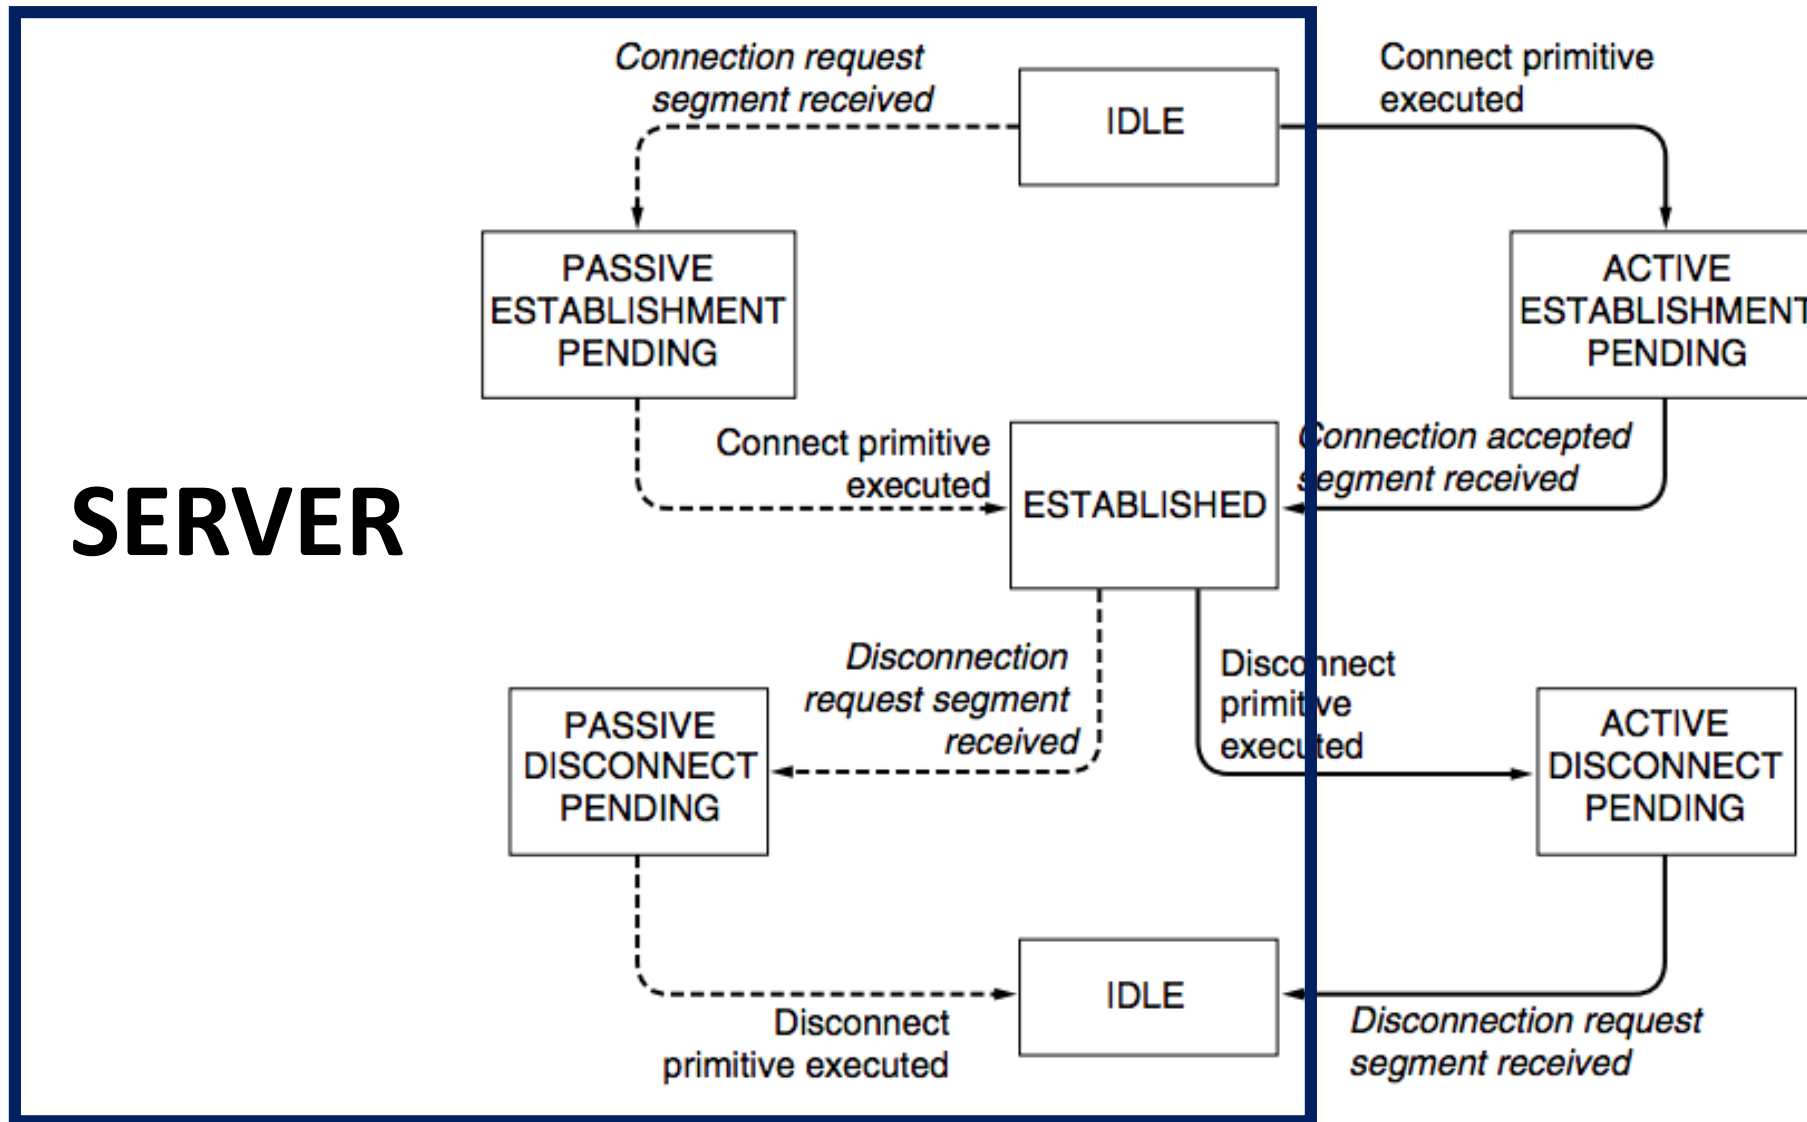 Connection request
segment received
IDLE
Connect primitive
executed
PASSIVE
ESTABLISHMENT
PENDING
ACTIVE
ESTABLISHMENT
PENDING
Connect primitive
executed
ESTABLISHED
Connection accepted
segment received
SERVER
Disconnection
request segment
received
Disconnect
primitive
executed
PASSIVE
DISCONNECT
PENDING
ACTIVE
DISCONNECT
PENDING
IDLE
Disconnect
primitive executed
Disconnection request
segment received